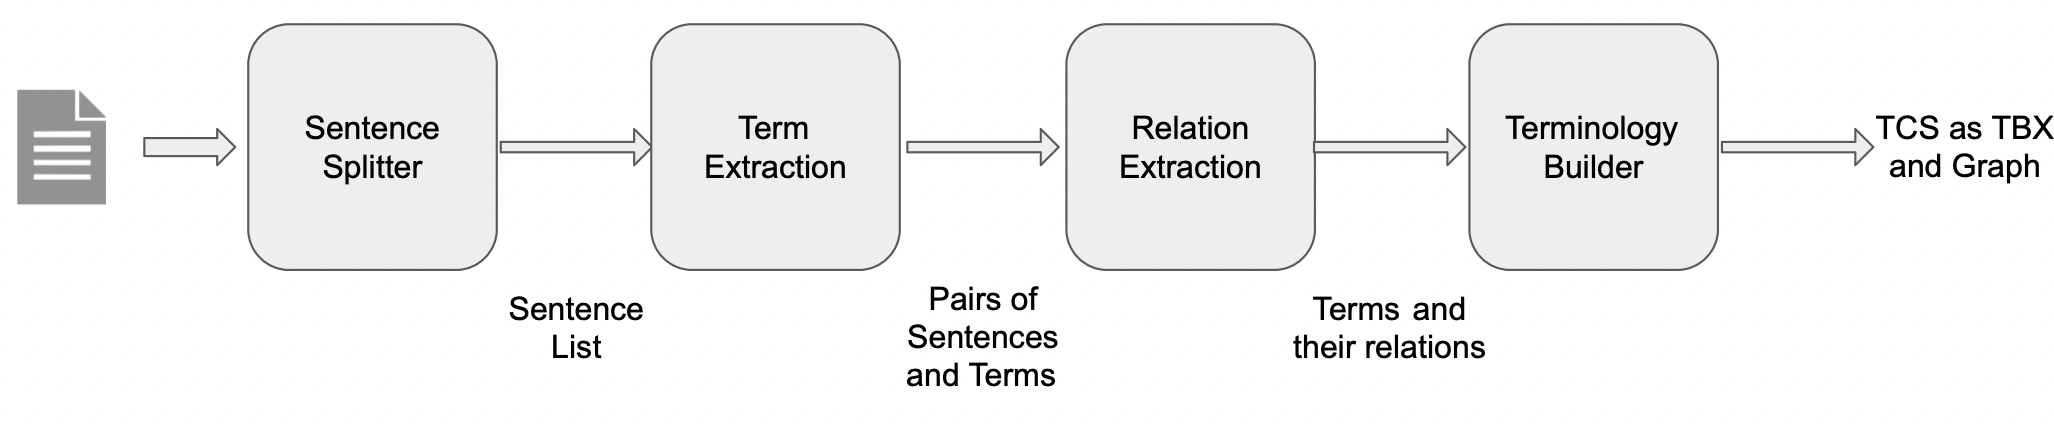 Sentence
Splitter
Term
Extraction
Relation
Extraction
Terminology
Builder
TCS as TBX
and Graph
Sentence
List
Pairs of
Sentences
and Terms
Terms and
their relations